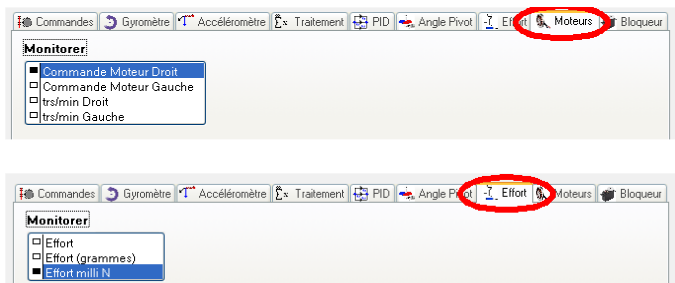 Commandes Gyromètre Accéléromètre Σx Traitement PID Angle Pivot Effort Moteurs Bloqueur
Monitorer
Commande Moteur Droit
Commande Moteur Gauche
trs/min Droit
trs/min Gauche
Commandes Gyromètre Accéléromètre Σx Traitement PID Angle Pivot Effort Moteurs Bloqueur
Monitorer
Effort
Effort (grammes)
Effort milli N